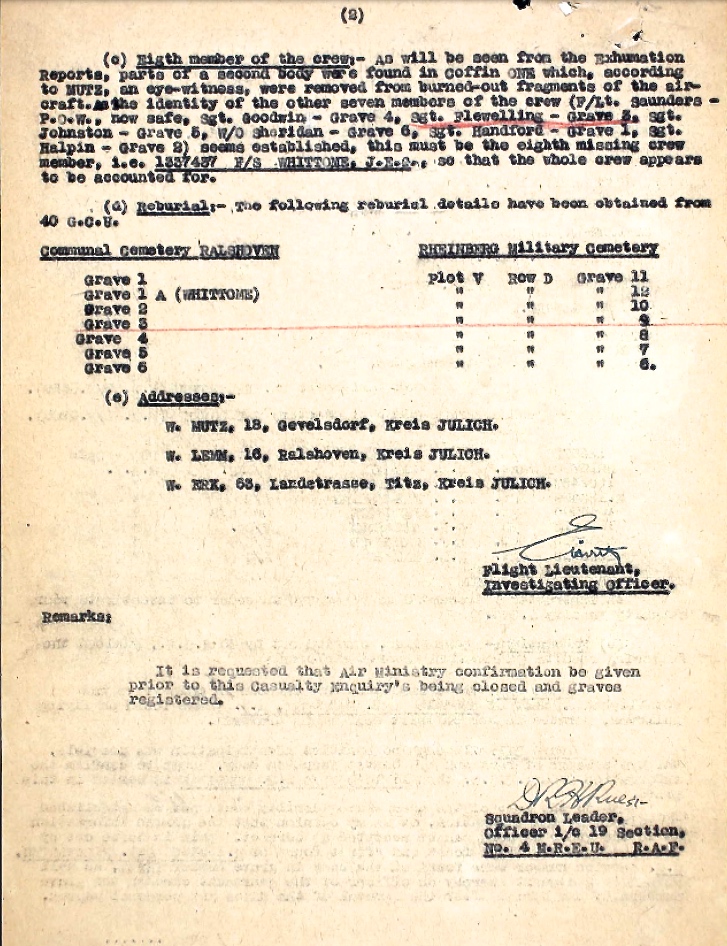 (2)
(c) Eigth member of the crew:- As will be seen from the Exhumation
Reports, parts of a second body were found in Coffin ONE which, according
to MUTZ, an eye-witness, were removed from burned-out fragments of the air-
craft. As the identity of the other seven members of the crew (F/Lt. Saunders -
P.O.W., now safe, Sgt. Goodwin - Grave 4, Sgt. Flewelling - Grave 3, Sgt.
Johnston - Grave 5, W/O Sheridan - Grave 6, Sgt. Handford - Grave 1, Sgt.
Halpin - Grave 2) seems established, this must be the eighth missing crew
member, i.e. 1337437 F/S WHITTOME, J.E.C., so that the whole crew appears
to be accounted for.
(d) Reburial:- The following reburial details have been obtained from
40 G.C.U.
Communal Cemetery RALSHOVEN RHEINBERG Military Cemetery
Grave 1 Plot V Row D Grave 11
Grave 1 A (WHITTOME) " " " 12
Grave 2 " " " 10
Grave 3 " " " 9
Grave 4 " " " 8
Grave 5 " " " 7
Grave 6 " " " 6.
(e) Addresses:-
W. MUTZ, 18, Gevelsdorf, Kreis JULICH.
W. LEMM, 16, Ralshoven, Kreis JULICH.
W. ERK, 63, Landstrasse, Titz, Kreis JULICH.
Flight Lieutenant,
Investigating Officer.
Remarks:
It is requested that Air Ministry confirmation be given
prior to this Casualty Enquiry's being closed and graves
registered.
Squadron Leader,
Officer i/c 19 Section,
No. 4 M.R.E.U. R.A.F.